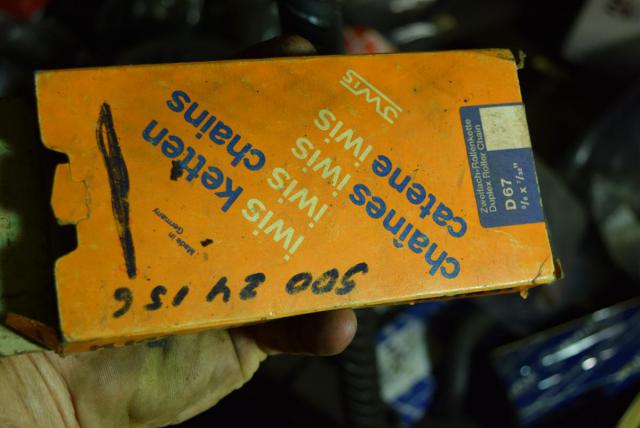 iwis
iwis ketten
iwis chains
chaînes iwis
catene iwis
Made in
Germany
Zweifach-Rollenkette
Duplex Roller Chain
D 67
3/8 x 7/32"
500 24 156